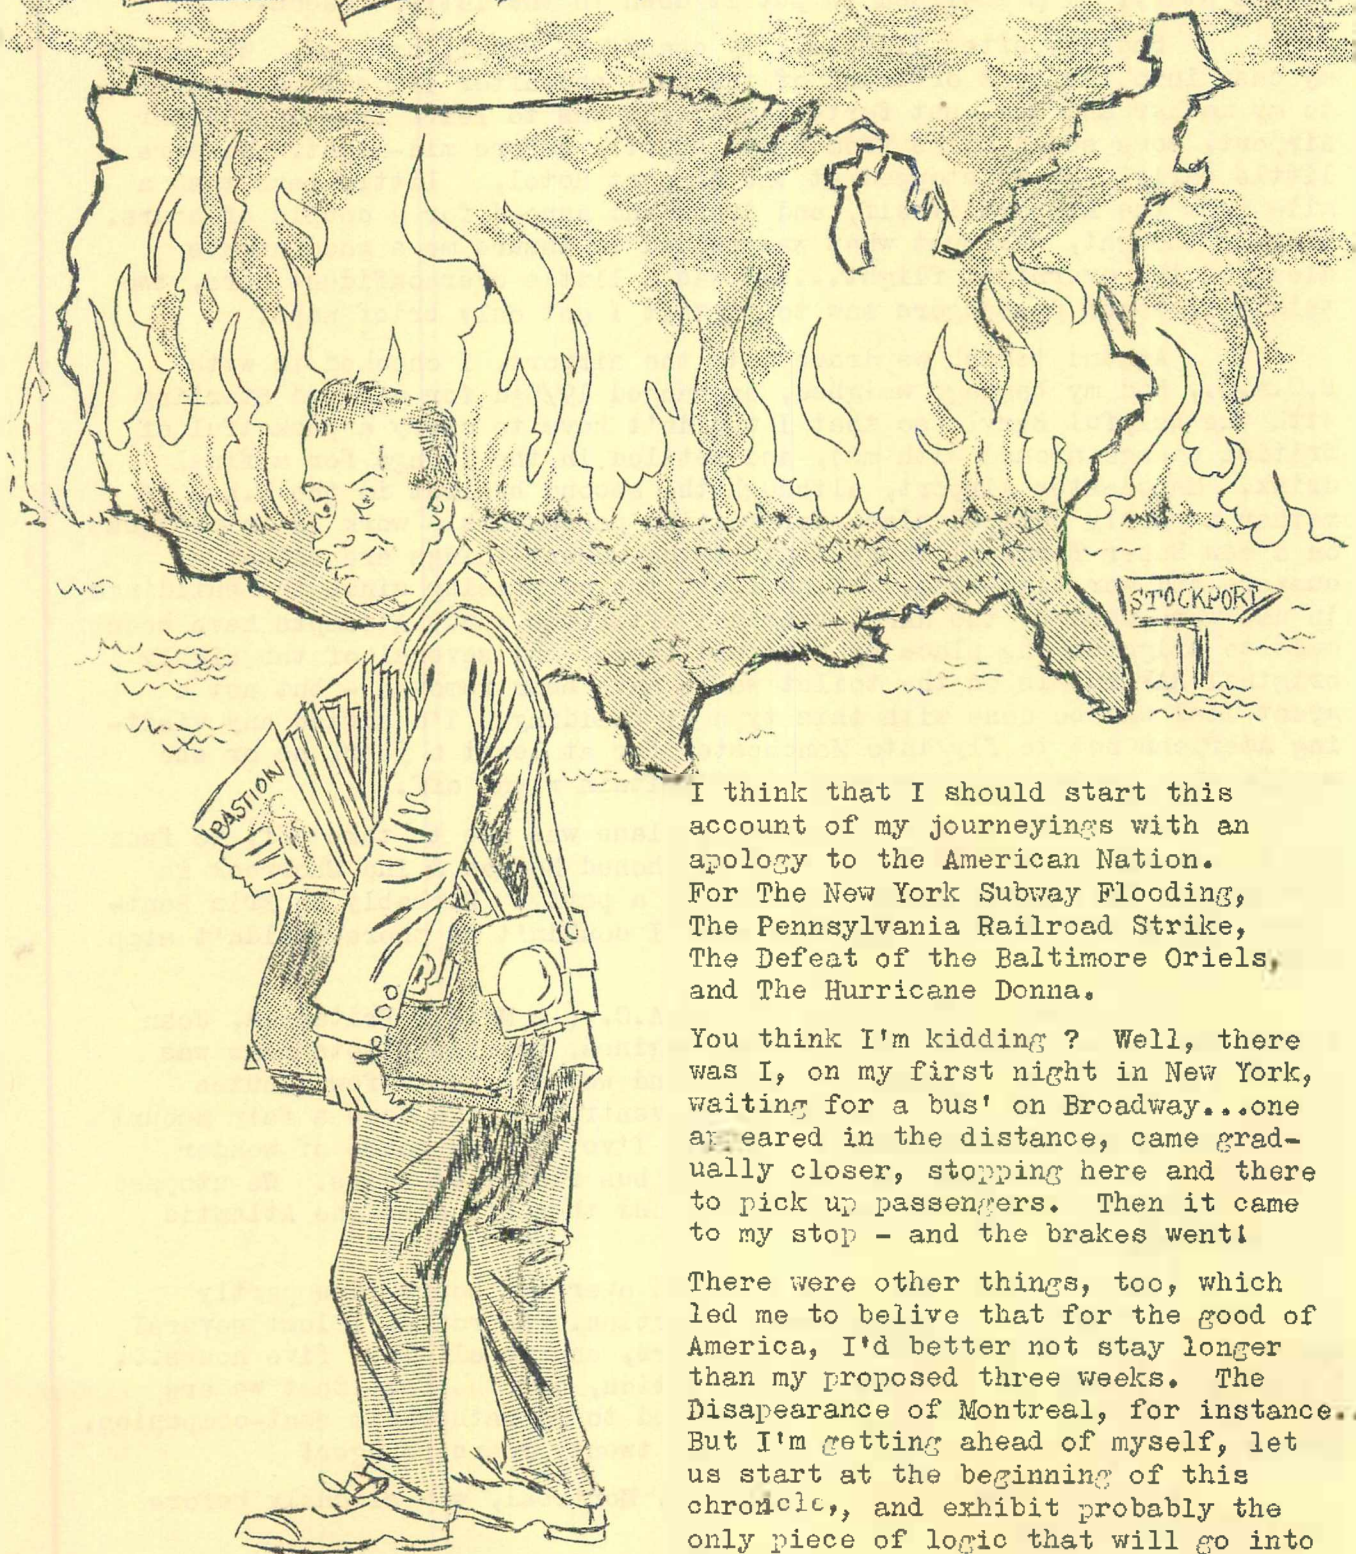 STOCKPORT
BASTION
I think that I should start this
account of my journeyings with an
apology to the American Nation.
For The New York Subway Flooding,
The Pennsylvania Railroad Strike,
The Defeat of the Baltimore Oriels,
and The Hurricane Donna.
You think I'm kidding ? Well, there
was I, on my first night in New York,
waiting for a bus' on Broadway...one
appeared in the distance, came grad-
ually closer, stopping here and there
to pick up passengers. Then it came
to my stop - and the brakes went!
There were other things, too, which
led me to belive that for the good of
America, I'd better not stay longer
than my proposed three weeks. The
Disapearance of Montreal, for instance..
But I'm getting ahead of myself, let
us start at the beginning of this
chronicle,, and exhibit probably the
only piece of logic that will go into